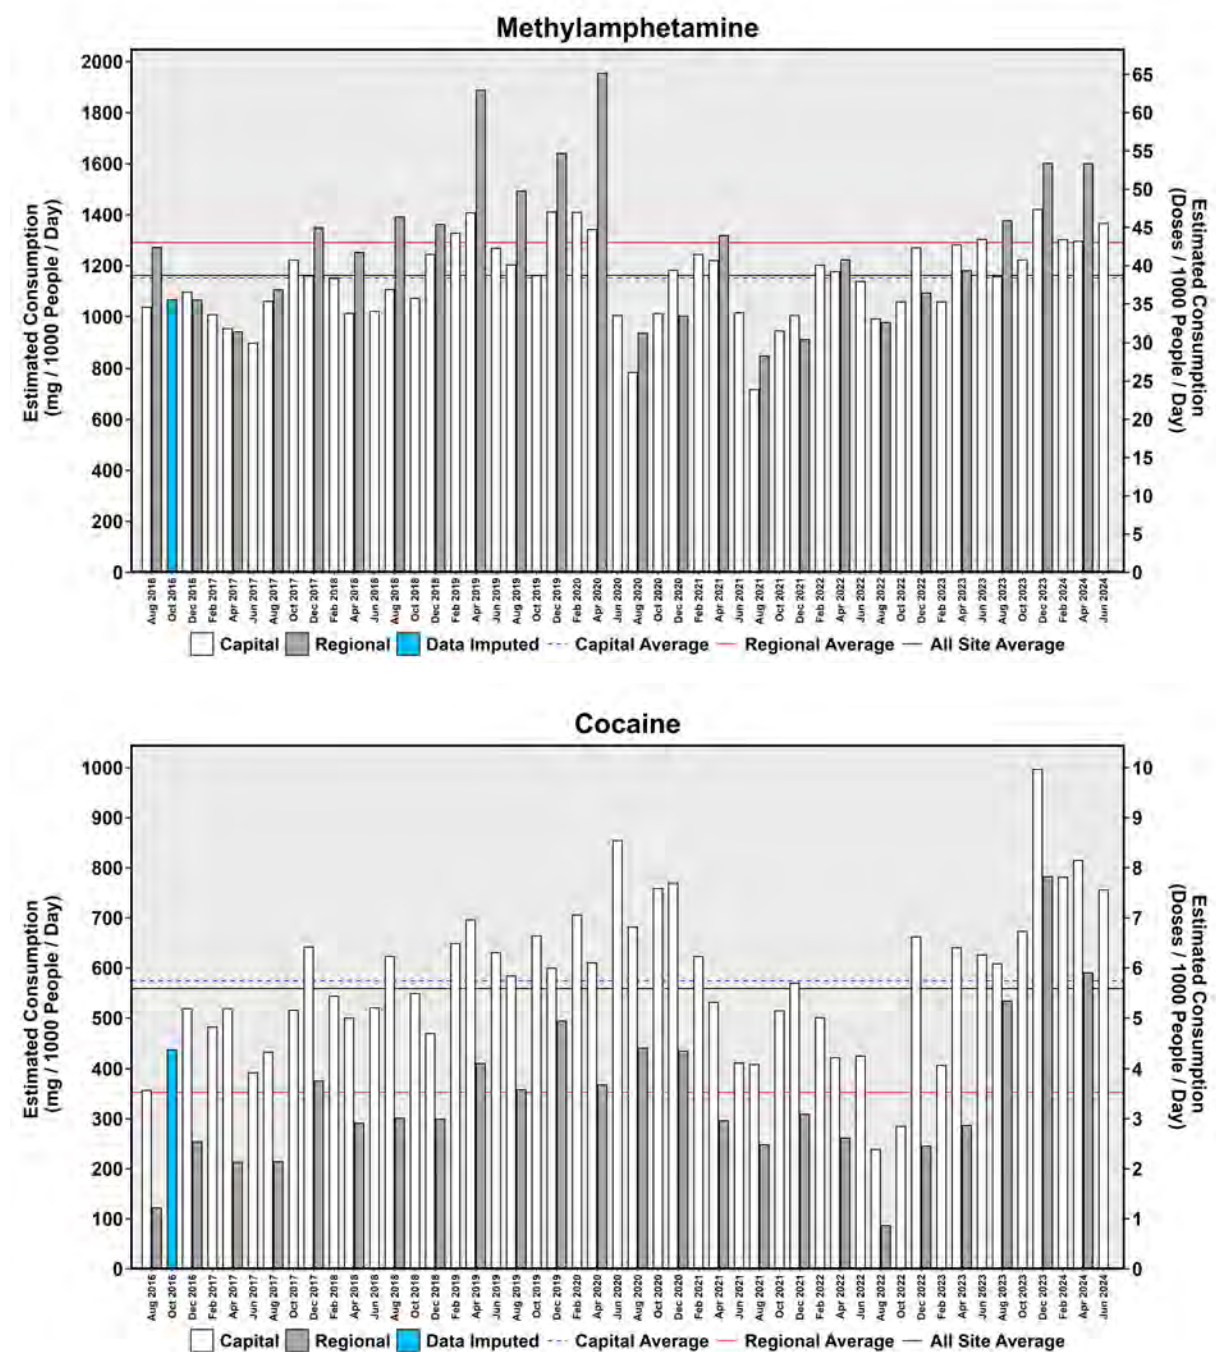 Methylamphetamine
2000
1800
1600
1400
1200
1000
800
600
400
200
0
65
60
55
50
45
40
35
30
25
20
15
10
5
0
Estimated Consumption
(mg / 1000 People / Day)
Estimated Consumption
(Doses / 1000 People / Day)
Aug 2016
Oct 2016
Dec 2016
Feb 2017
Apr 2017
Jun 2017
Aug 2017
Oct 2017
Dec 2017
Feb 2018
Apr 2018
Jun 2018
Aug 2018
Oct 2018
Dec 2018
Feb 2019
Apr 2019
Jun 2019
Aug 2019
Oct 2019
Dec 2019
Feb 2020
Apr 2020
Jun 2020
Aug 2020
Oct 2020
Dec 2020
Feb 2021
Apr 2021
Jun 2021
Aug 2021
Oct 2021
Dec 2021
Feb 2022
Apr 2022
Jun 2022
Aug 2022
Oct 2022
Dec 2022
Feb 2023
Apr 2023
Jun 2023
Aug 2023
Oct 2023
Dec 2023
Feb 2024
Apr 2024
Jun 2024
Capital Regional Data Imputed Capital Average Regional Average All Site Average
Cocaine
1000
900
800
700
600
500
400
300
200
100
0
10
9
8
7
6
5
4
3
2
1
0
Estimated Consumption
(mg / 1000 People / Day)
Estimated Consumption
(Doses / 1000 People / Day)
Aug 2016
Oct 2016
Dec 2016
Feb 2017
Apr 2017
Jun 2017
Aug 2017
Oct 2017
Dec 2017
Feb 2018
Apr 2018
Jun 2018
Aug 2018
Oct 2018
Dec 2018
Feb 2019
Apr 2019
Jun 2019
Aug 2019
Oct 2019
Dec 2019
Feb 2020
Apr 2020
Jun 2020
Aug 2020
Oct 2020
Dec 2020
Feb 2021
Apr 2021
Jun 2021
Aug 2021
Oct 2021
Dec 2021
Feb 2022
Apr 2022
Jun 2022
Aug 2022
Oct 2022
Dec 2022
Feb 2023
Apr 2023
Jun 2023
Aug 2023
Oct 2023
Dec 2023
Feb 2024
Apr 2024
Jun 2024
Capital Regional Data Imputed Capital Average Regional Average All Site Average